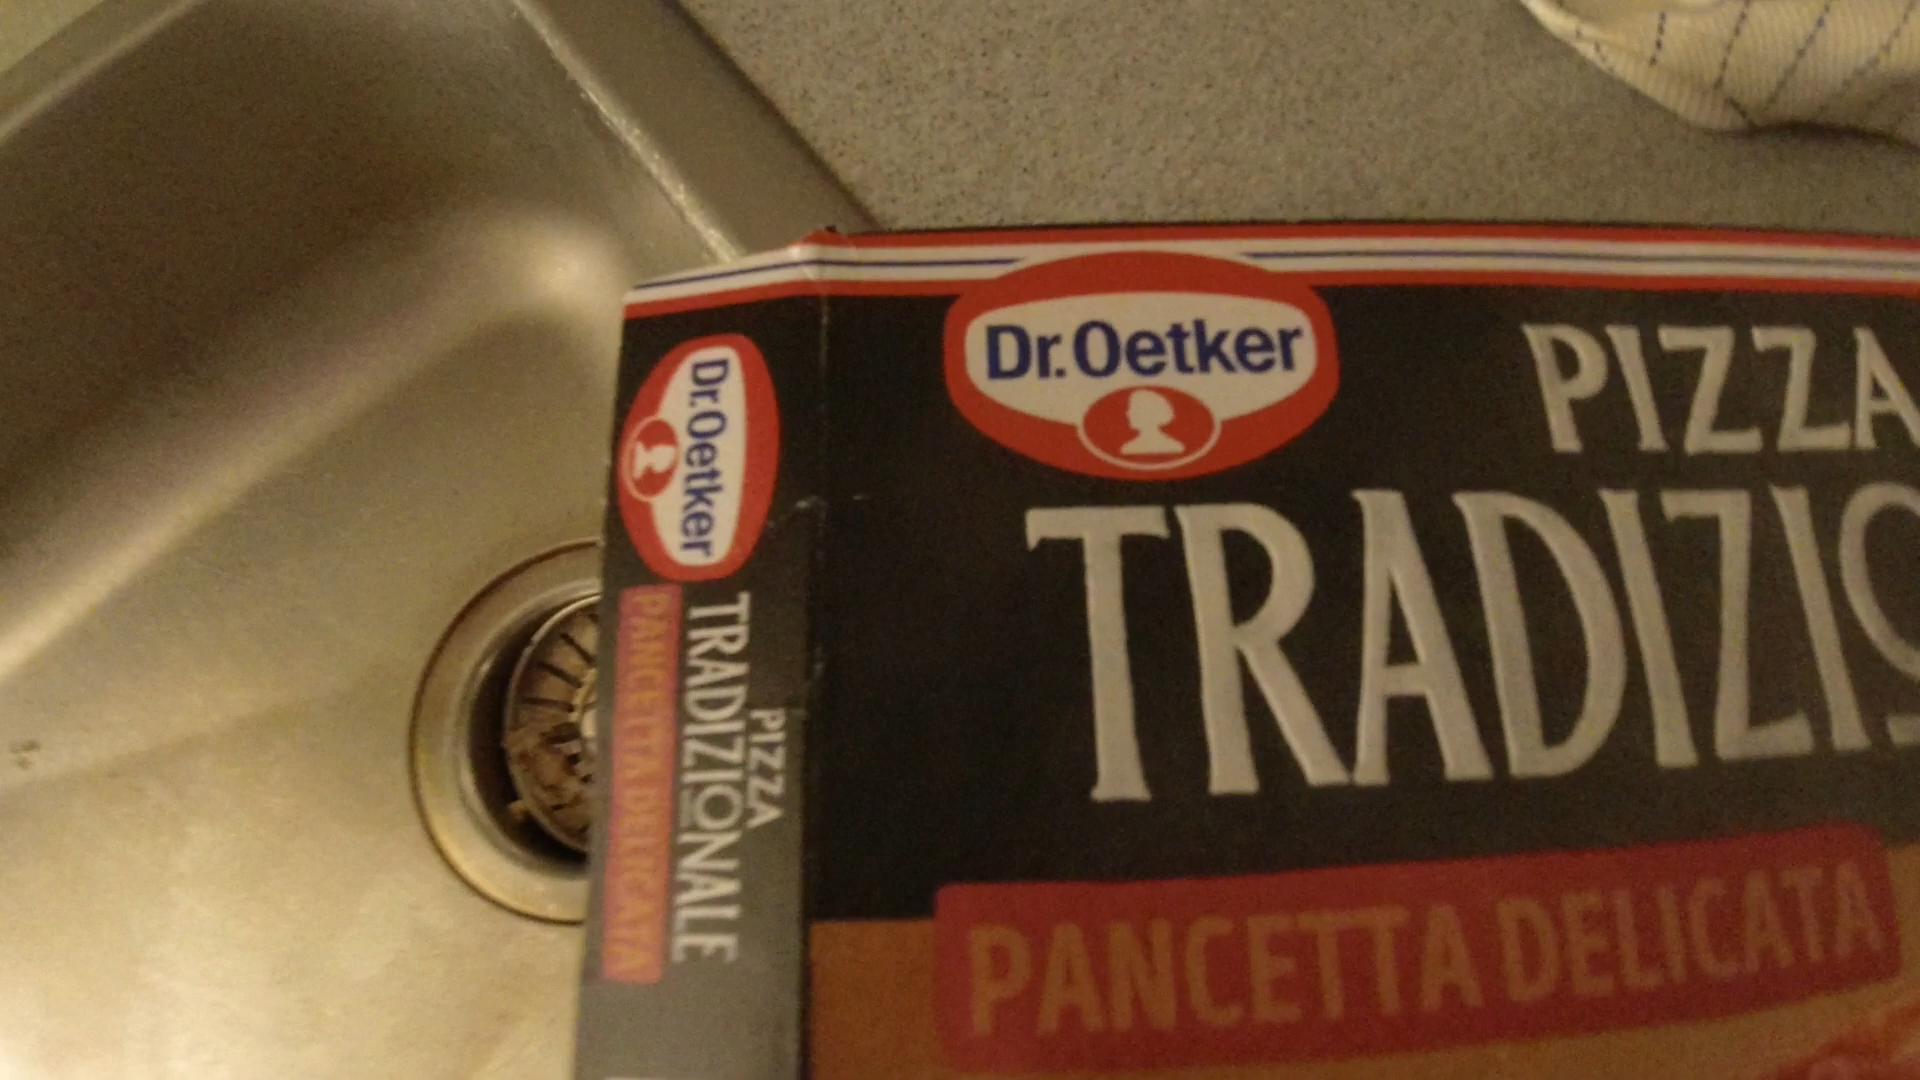 Dr.Oetker
PIZZA
TRADIZIO
PANCETTA DELICATA
Dr.Oetker
PIZZA
TRADIZIONALE
PANCETTA DELICATA